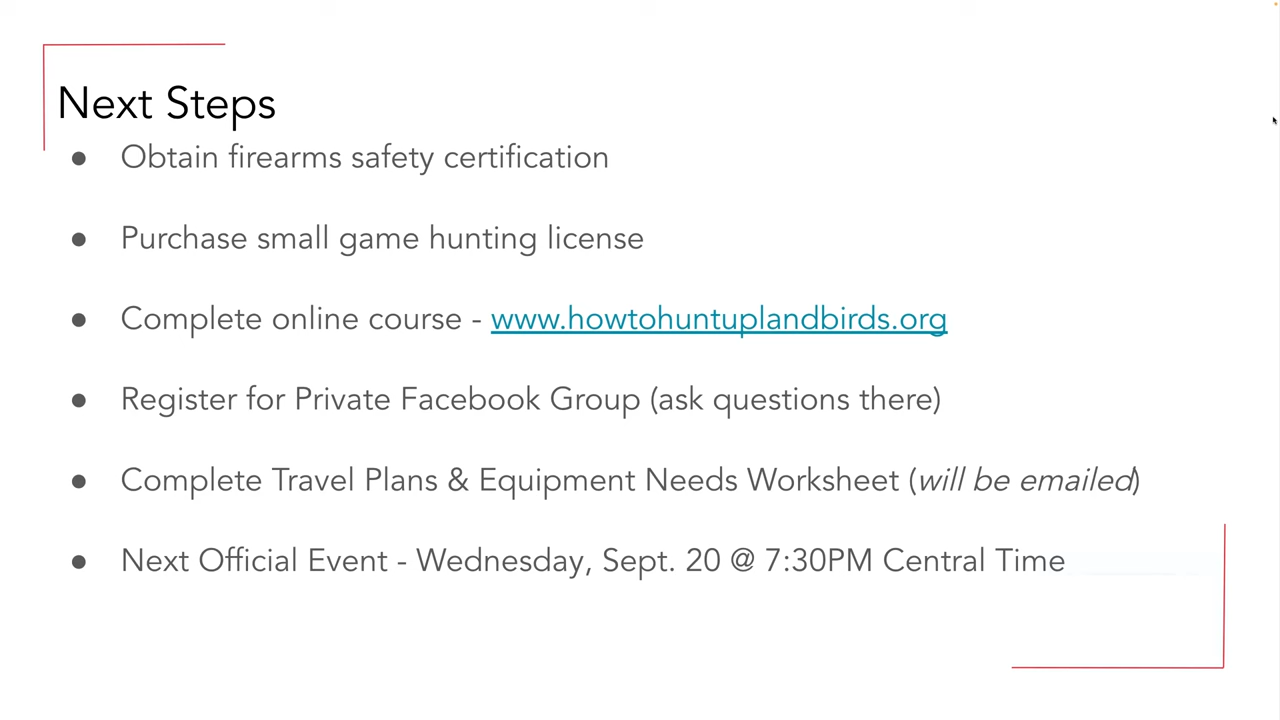 Next Steps
● Obtain firearms safety certification
● Purchase small game hunting license
● Complete online course - www.howtohuntuplandbirds.org
● Register for Private Facebook Group (ask questions there)
● Complete Travel Plans & Equipment Needs Worksheet (will be emailed)
● Next Official Event - Wednesday, Sept. 20 @ 7:30PM Central Time